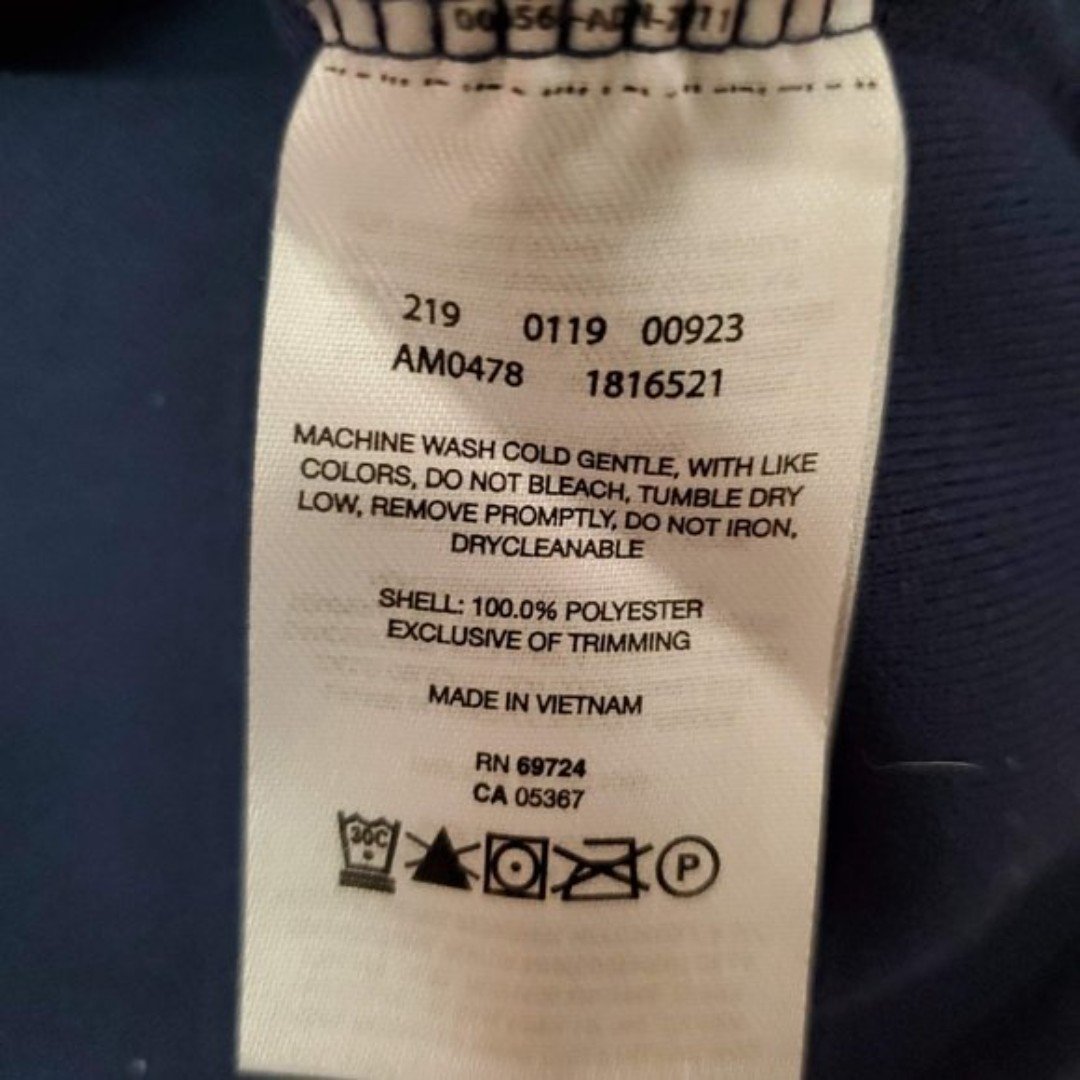 219 0119 00923
AM0478 1816521
MACHINE WASH COLD GENTLE, WITH LIKE
COLORS, DO NOT BLEACH, TUMBLE DRY
LOW, REMOVE PROMPTLY, DO NOT IRON,
DRYCLEANABLE
SHELL: 100.0% POLYESTER
EXCLUSIVE OF TRIMMING
MADE IN VIETNAM
RN 69724
CA 05367
30C P